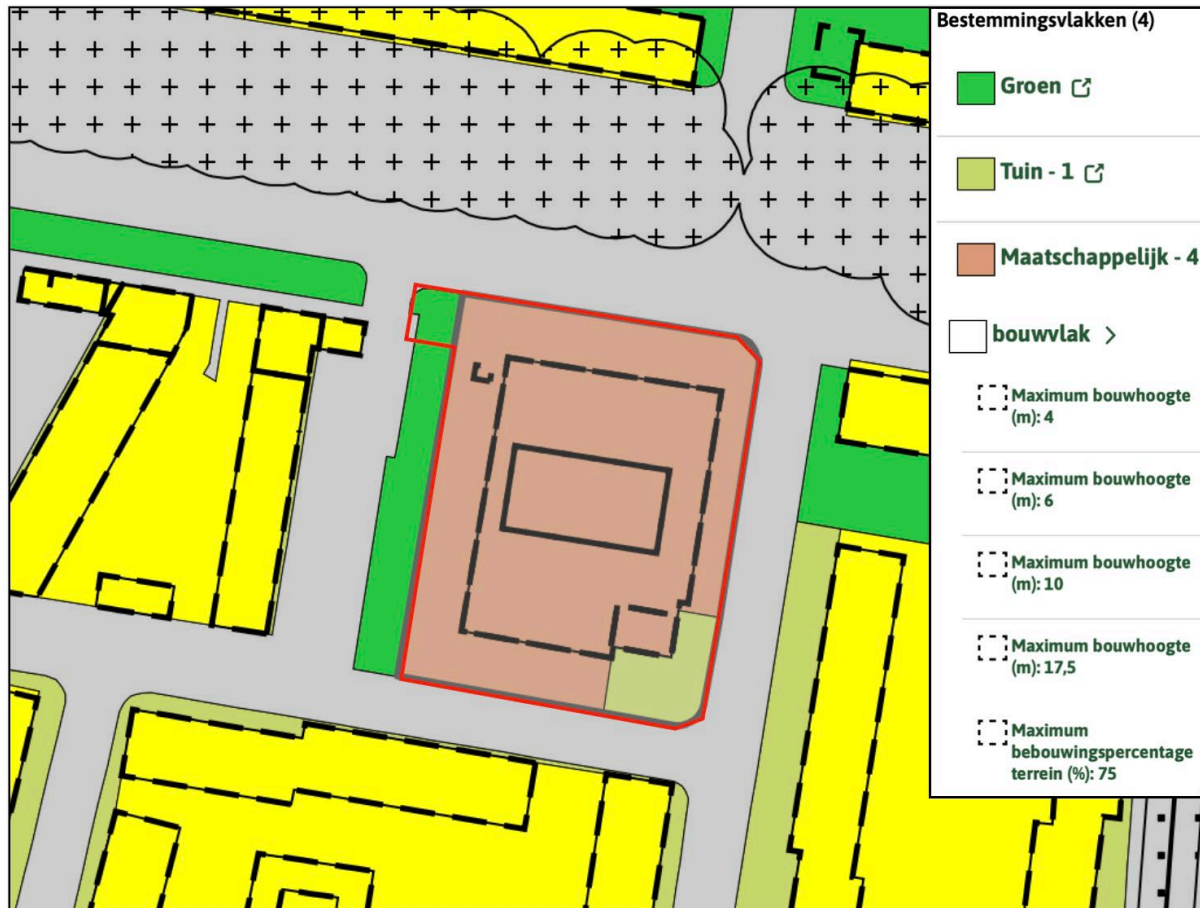 Bestemmingsvlakken (4)
Groen
Tuin - 1
Maatschappelijk - 4
bouwvlak
Maximum bouwhoogte
(m): 4
Maximum bouwhoogte
(m): 6
Maximum bouwhoogte
(m): 10
Maximum bouwhoogte
(m): 17,5
Maximum
bebouwingspercentage
terrein (%): 75